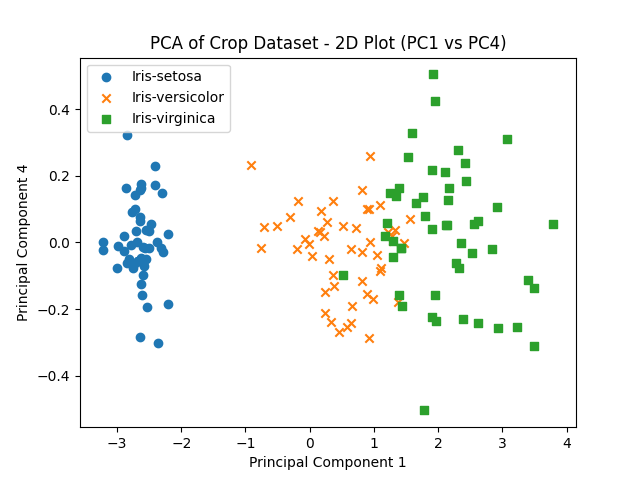 PCA of Crop Dataset - 2D Plot (PC1 vs PC4)
Iris-setosa
Iris-versicolor
Iris-virginica
0.4
0.2
0.0
−0.2
−0.4
Principal Component 4
−3
−2
−1
0
1
2
3
4
Principal Component 1